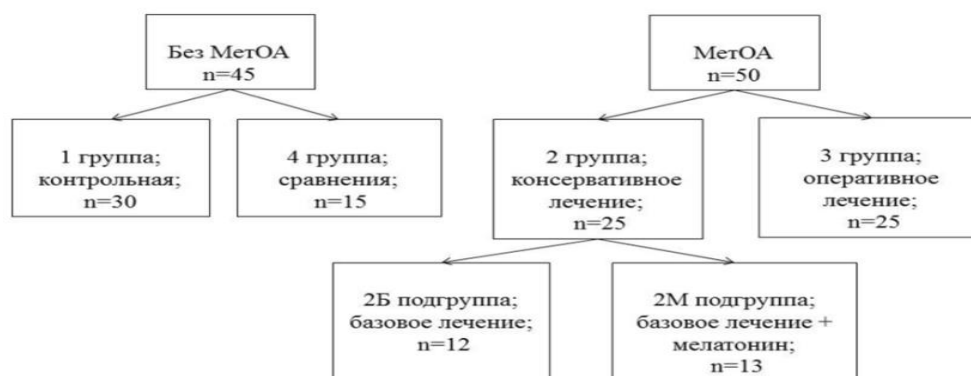 Без МетОА
n=45
МетОА
n=50
1 группа;
контрольная;
n=30
4 группа;
сравнения;
n=15
2 группа;
консервативное
лечение;
n=25
3 группа;
оперативное
лечение;
n=25
2Б подгруппа;
базовое лечение;
n=12
2М подгруппа;
базовое лечение +
мелатонин;
n=13